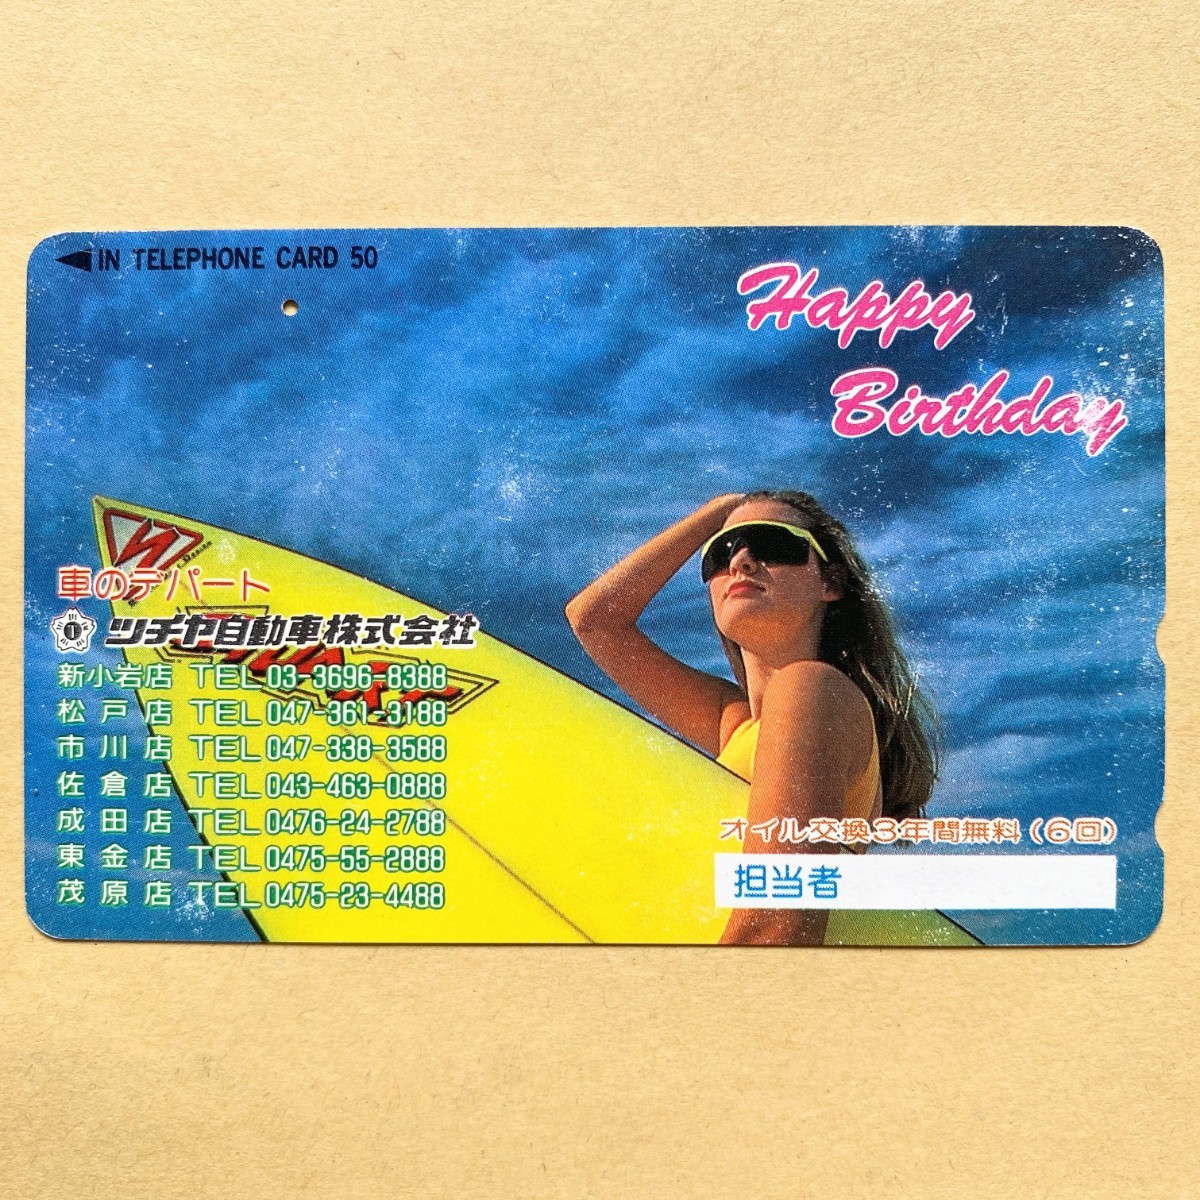 IN TELEPHONE CARD 50
Happy
Birthday
車のデパート
ツチヤ自動車株式会社
新小岩店 TEL 03-3696-8388
松戸店 TEL 047-361-3188
市川店 TEL 047-338-3588
佐倉店 TEL 043-463-0888
成田店 TEL 0476-24-2788
東金店 TEL 0475-55-2888
茂原店 TEL 0475-23-4488
オイル交換3年間無料(6回)
担当者